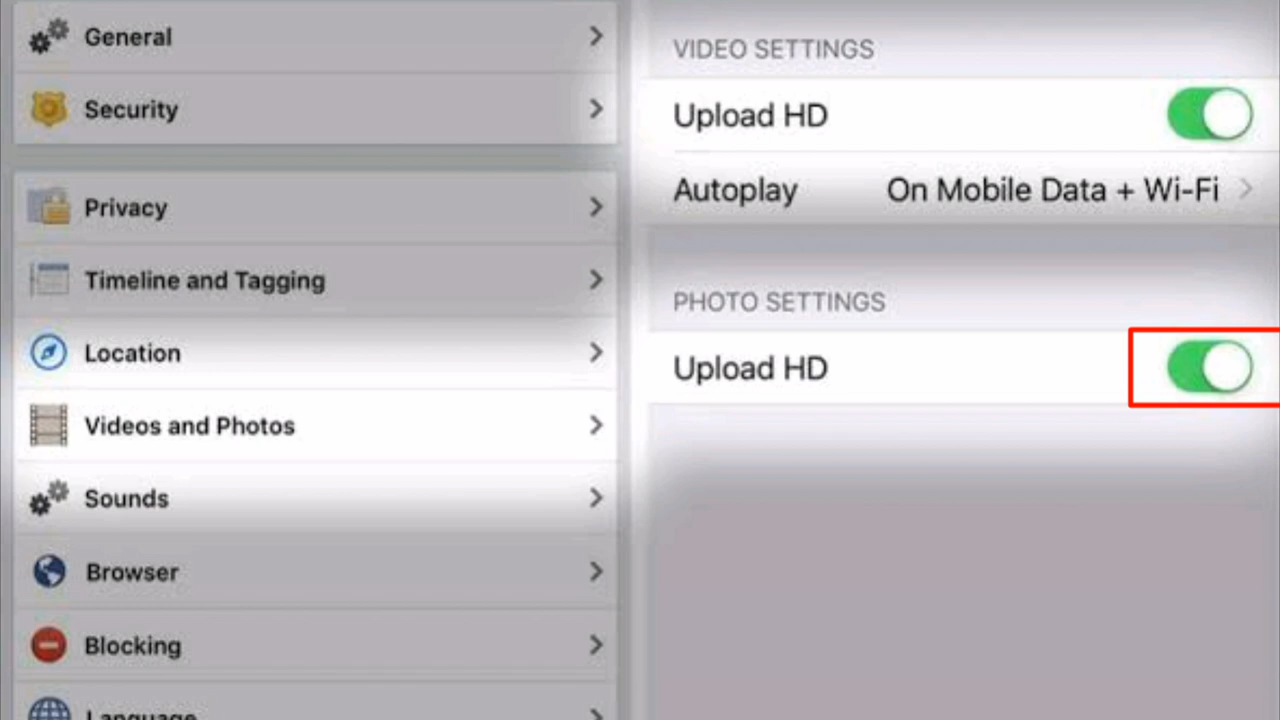 General
Security
Privacy
Timeline and Tagging
Location
Videos and Photos
Sounds
Browser
Blocking
Language
VIDEO SETTINGS
Upload HD
Autoplay On Mobile Data + Wi-Fi
PHOTO SETTINGS
Upload HD